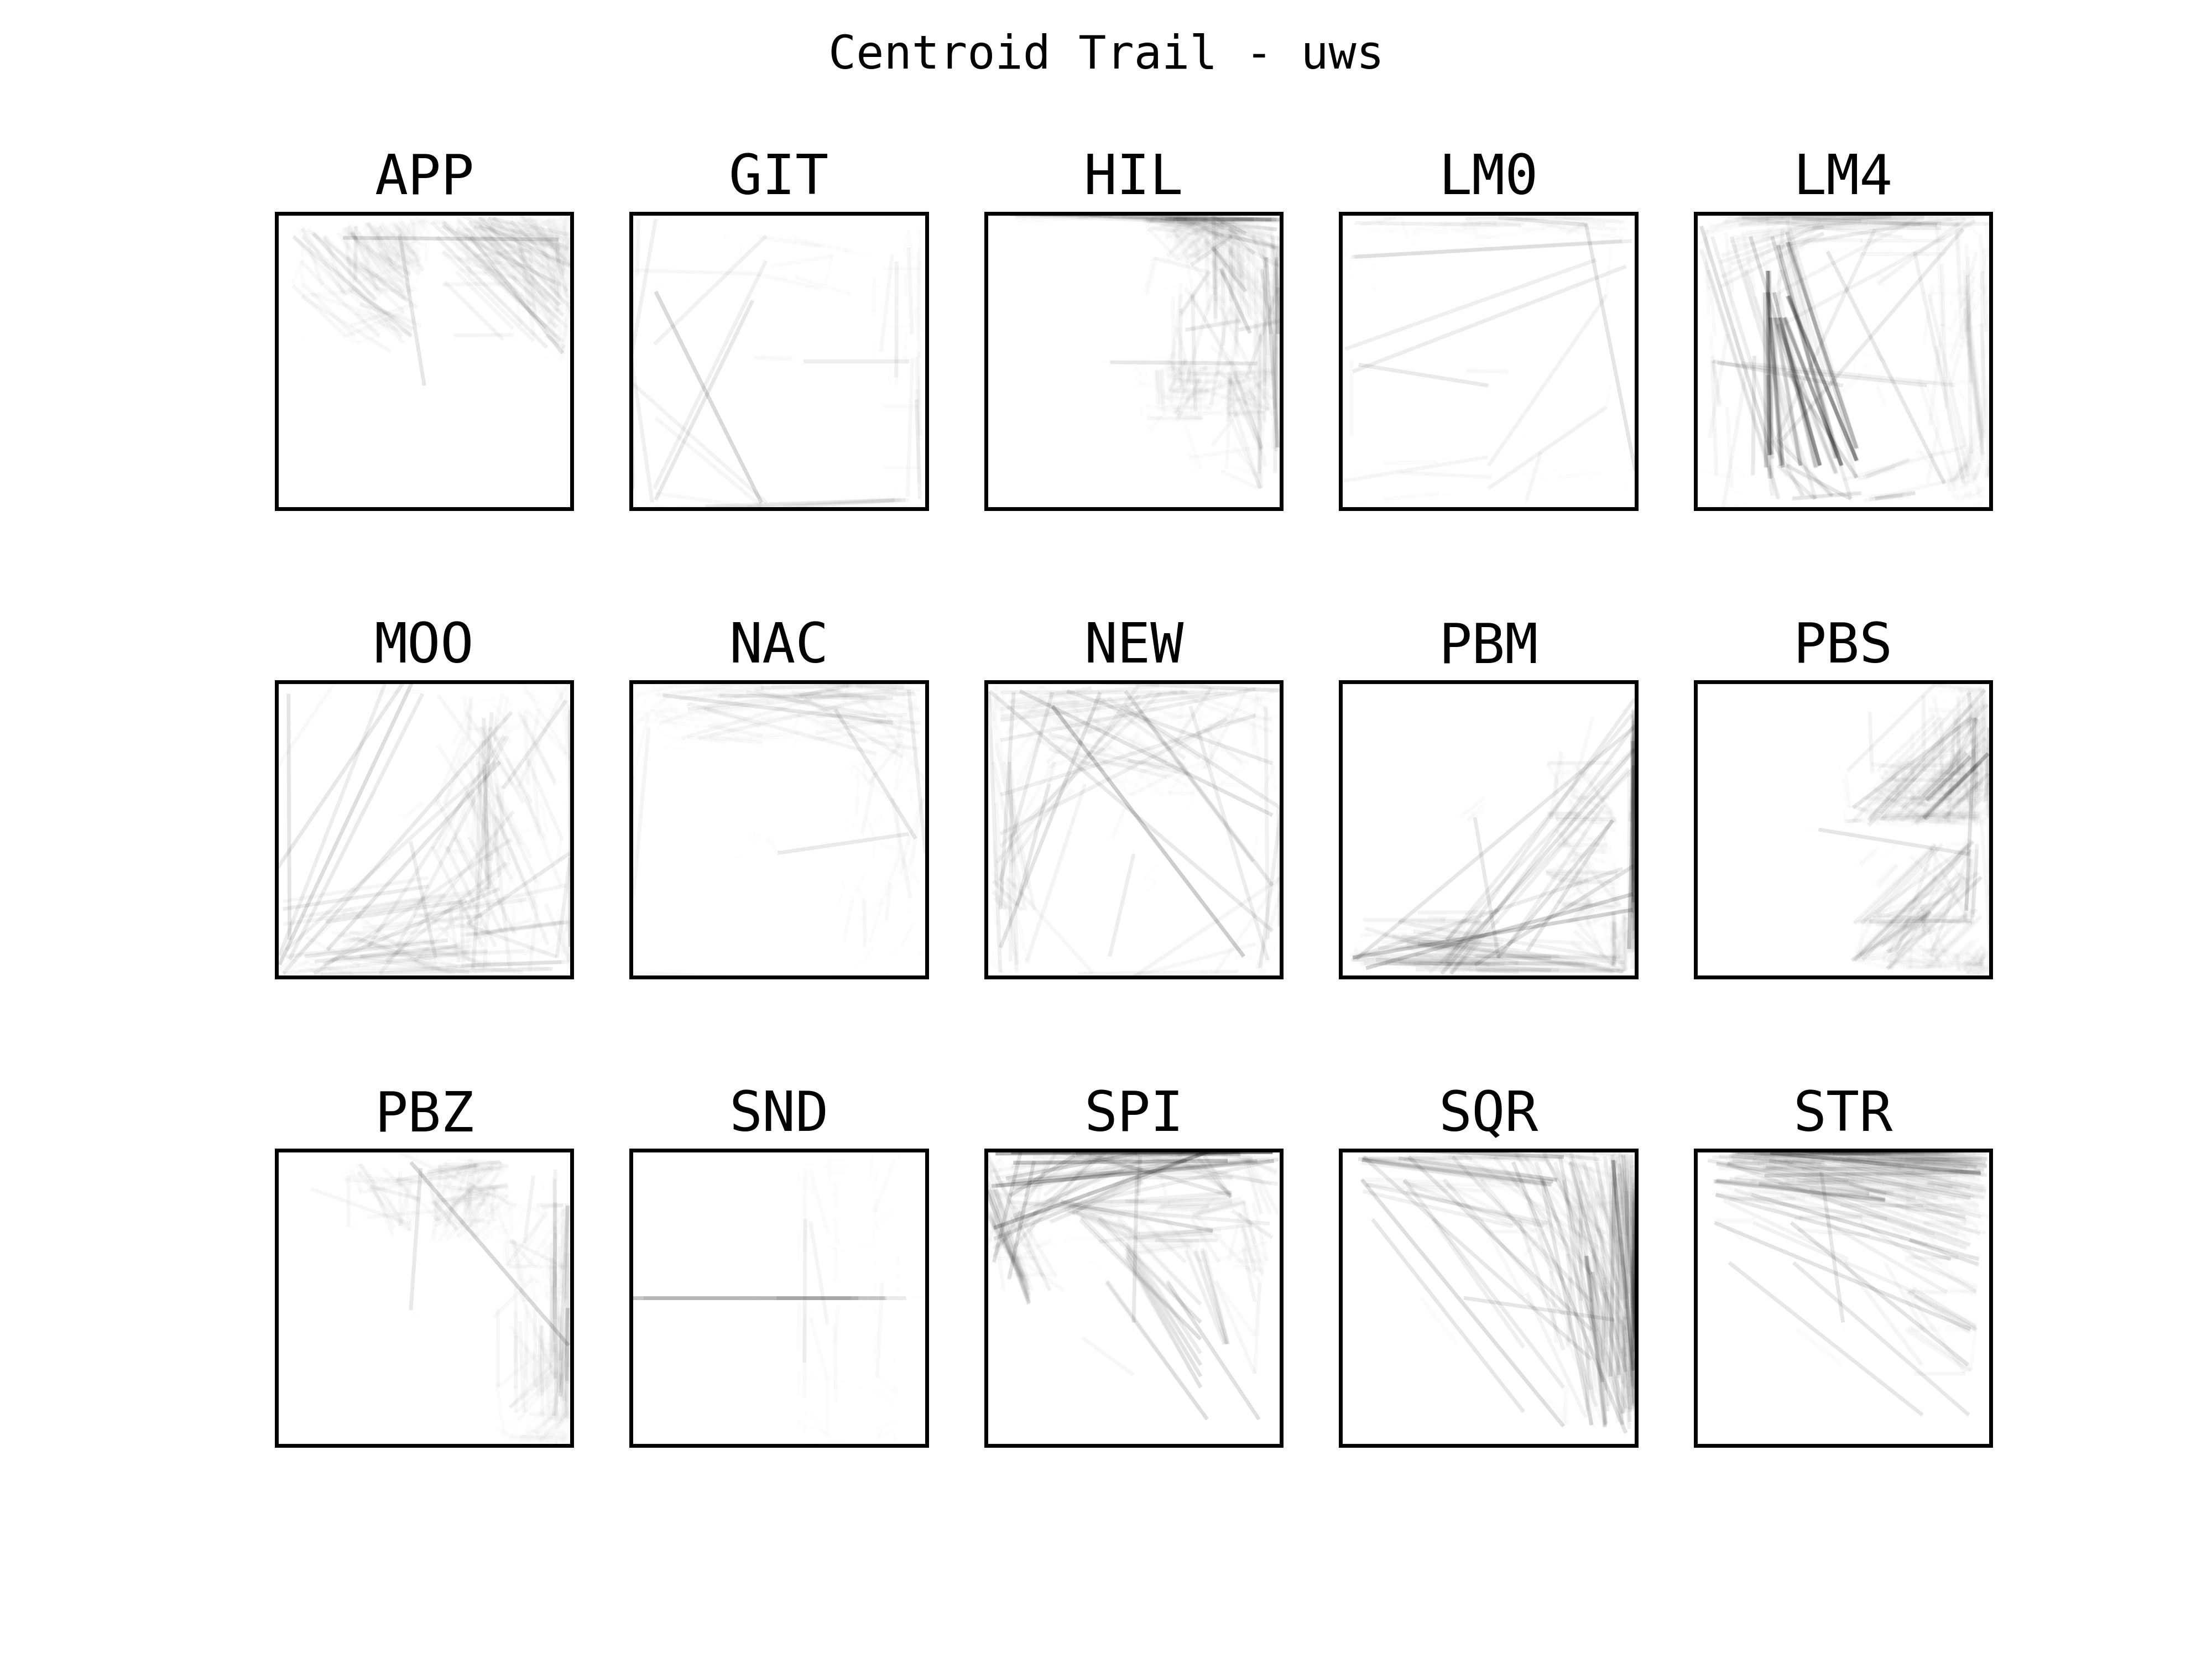 Centroid Trail - uws
APP GIT HIL LM0 LM4
MOO NAC NEW PBM PBS
PBZ SND SPI SQR STR